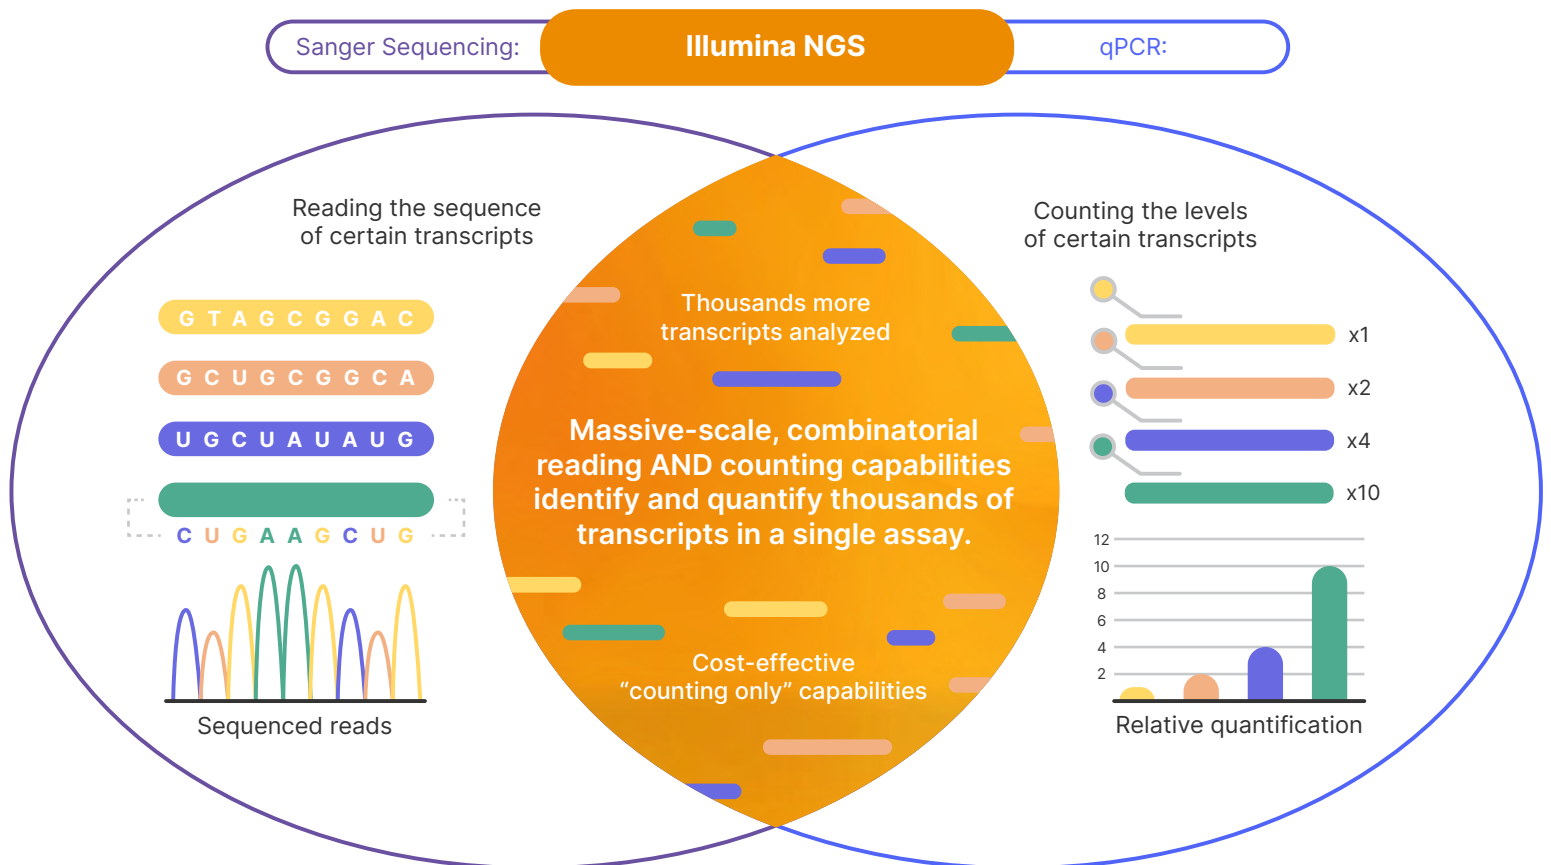 Sanger Sequencing:
Illumina NGS
qPCR:
Reading the sequence
of certain transcripts
G T A G C G G A C
G C U G C G G C A
U G C U A U A U G
C U G A A G C U G
Sequenced reads
Thousands more
transcripts analyzed
Massive-scale, combinatorial
reading AND counting capabilities
identify and quantify thousands of
transcripts in a single assay.
Cost-effective
“counting only” capabilities
Counting the levels
of certain transcripts
x1
x2
x4
x10
12
10
8
6
4
2
Relative quantification